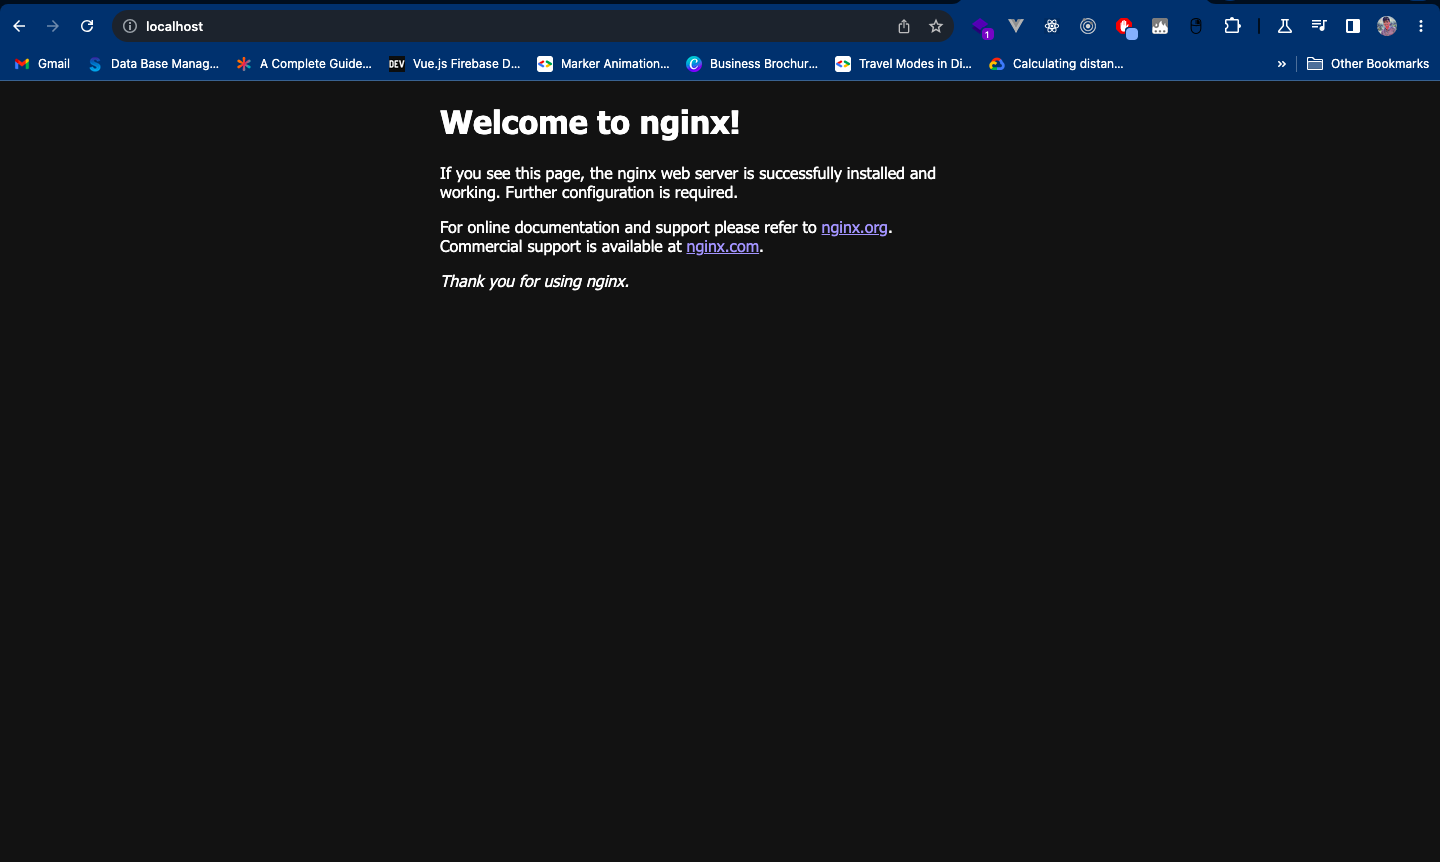 localhost
1
Gmail
Data Base Manag...
A Complete Guide...
DEV
Vue.js Firebase D...
Marker Animation...
Business Brochur...
Travel Modes in Di...
Calculating distan...
»
Other Bookmarks
Welcome to nginx!
If you see this page, the nginx web server is successfully installed and
working. Further configuration is required.
For online documentation and support please refer to nginx.org.
Commercial support is available at nginx.com.
Thank you for using nginx.